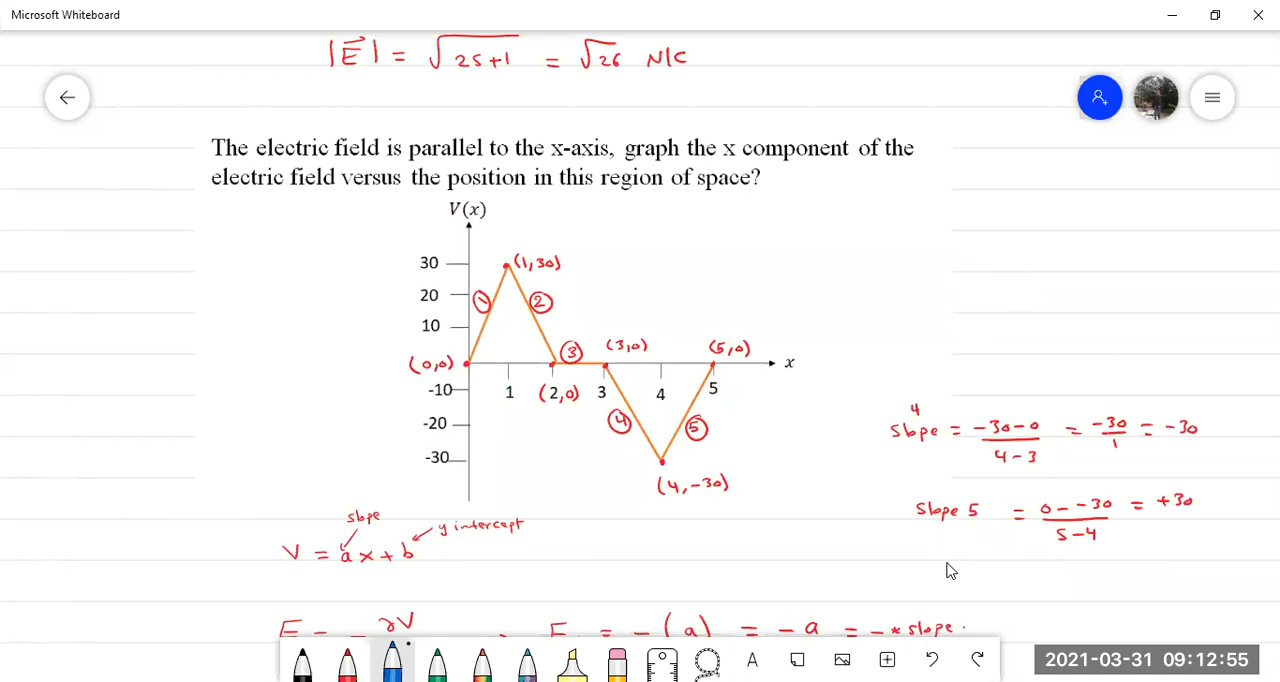 Microsoft Whiteboard
|E| = √25+1 = √26 N/C
The electric field is parallel to the x-axis, graph the x component of the
electric field versus the position in this region of space?
V(x)
30
(1,30)
20
1
2
10
(0,0)
3
(3,0)
(5,0)
x
-10
1
(2,0)
3
4
5
-20
4
5
-30
(4,-30)
4
Slope = -30-0 / 4-3 = -30 / 1 = -30
Slope 5 = 0--30 / 5-4 = +30
slope
y intercept
V = ax+b
E = - ∂V
E = -(a) = -a = -*slope.
A
2021-03-31 09:12:55